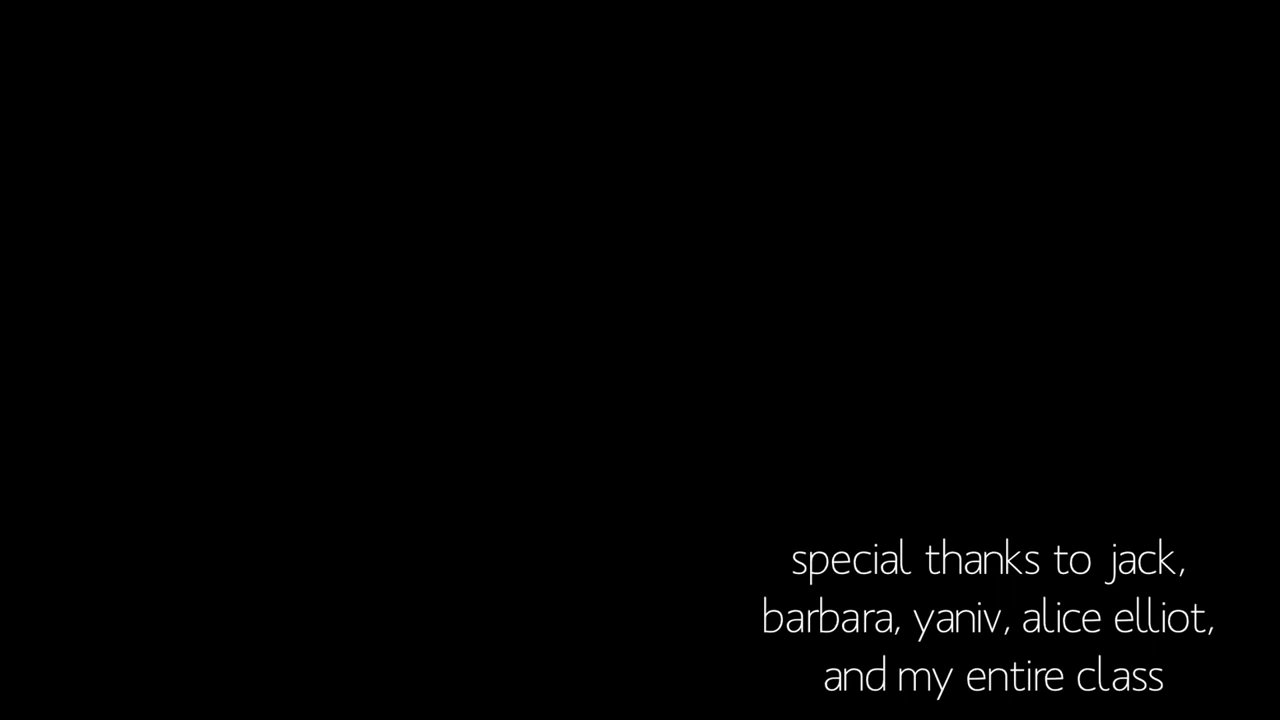 special thanks to jack,
barbara, yaniv, alice elliot,
and my entire class